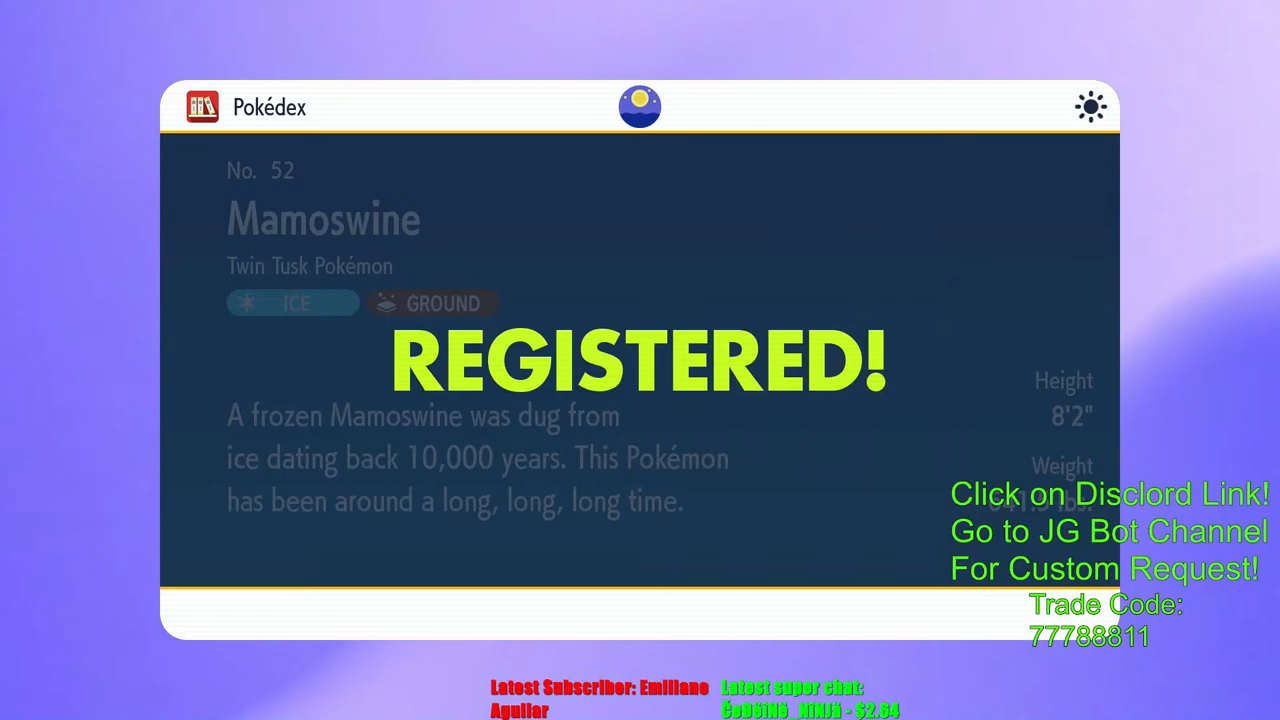 Pokédex
No. 52
Mamoswine
Twin Tusk Pokémon
ICE GROUND
REGISTERED!
Height
8'2"
A frozen Mamoswine was dug from
ice dating back 10,000 years. This Pokémon
has been around a long, long, long time.
Weight
Click on Disclord Link!
Go to JG Bot Channel
For Custom Request!
Trade Code:
77788811
Latest Subscriber: Emiliano
Aguilar
Latest super chat:
- $2.64